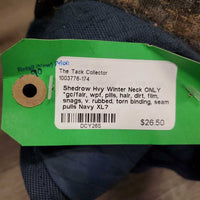 The Tack Collector
1003776-174
Shedrow Hvy Winter Neck ONLY
*gc/fair, wpf, pills, hair, dirt, film,
snags, v. rubbed, torn binding, seam
pulls Navy XL?
DCY265
$26.50